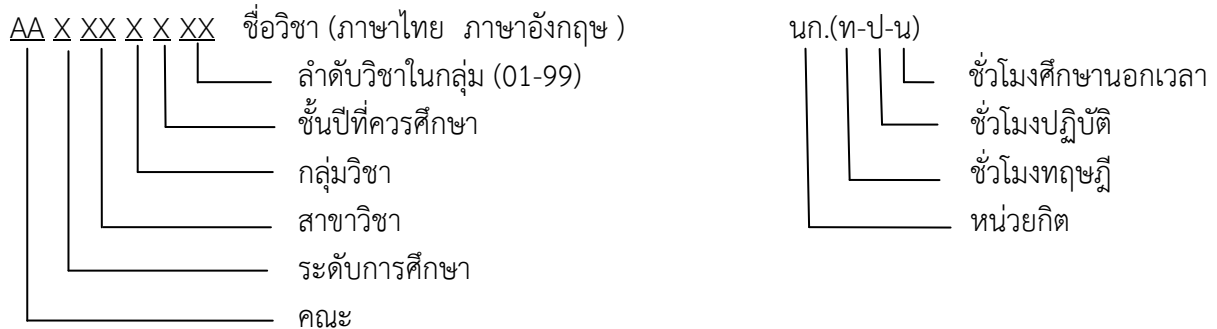 AA X XX X X XX ชื่อวิชา (ภาษาไทย ภาษาอังกฤษ ) นก.(ท-ป-น)
ลำดับวิชาในกลุ่ม (01-99) ชั่วโมงศึกษานอกเวลา
ชั้นปีที่ควรศึกษา ชั่วโมงปฏิบัติ
กลุ่มวิชา ชั่วโมงทฤษฎี
สาขาวิชา หน่วยกิต
ระดับการศึกษา
คณะ